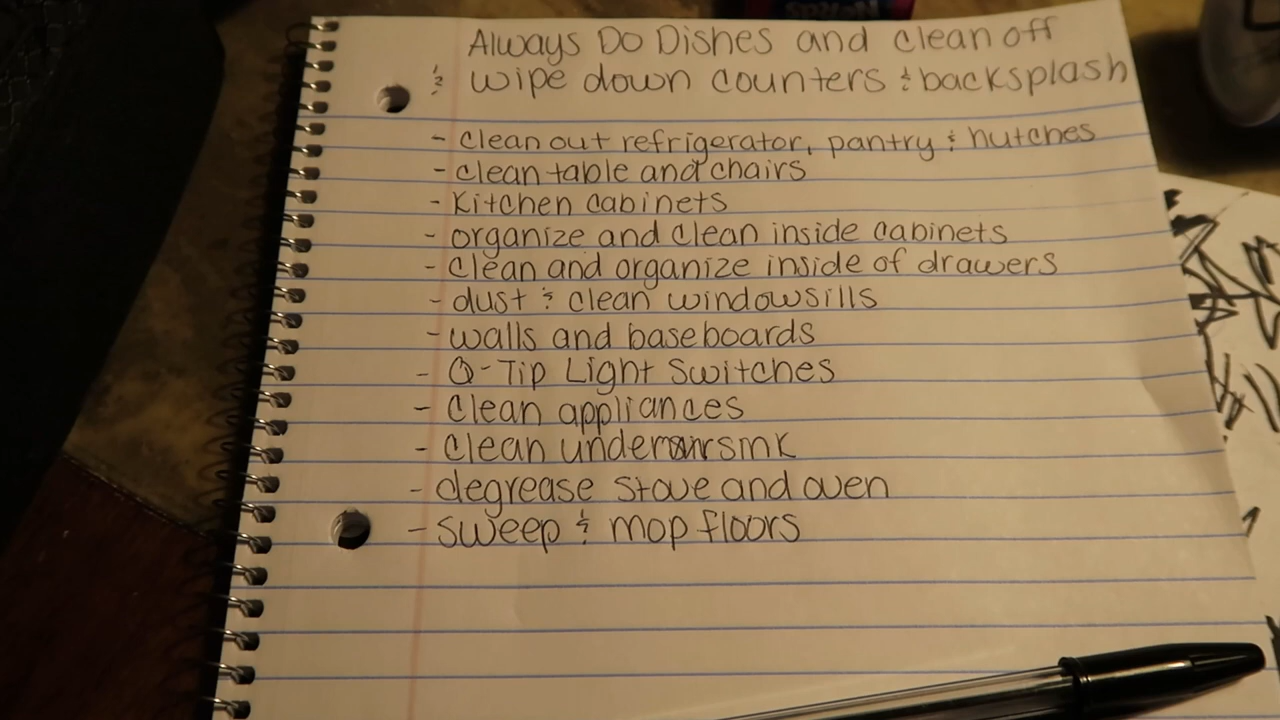 Always Do Dishes and clean off
& wipe down counters & backsplash
- clean out refrigerator, pantry & hutches
- clean table and chairs
- Kitchen cabinets
- organize and clean inside cabinets
- clean and organize inside of drawers
- dust & clean windowsills
- walls and baseboards
- Q-Tip Light Switches
- clean appliances
- clean under sink
- degrease stove and oven
- sweep & mop floors